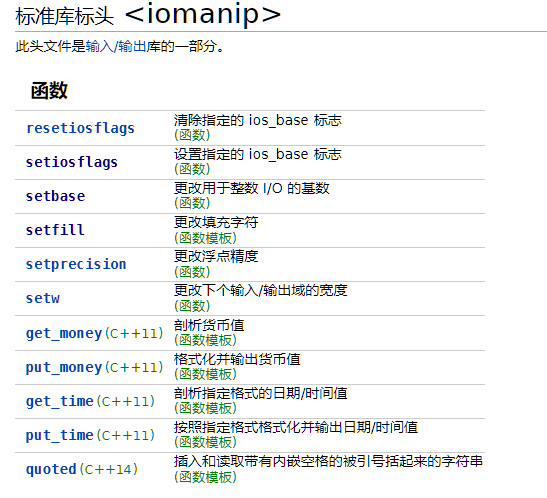 标准库标头 <iomanip>
此头文件是输入/输出库的一部分。
函数
resetiosflags 清除指定的 ios_base 标志
(函数)
setiosflags 设置指定的 ios_base 标志
(函数)
setbase 更改用于整数 I/O 的基数
(函数)
setfill 更改填充字符
(函数模板)
setprecision 更改浮点精度
(函数)
setw 更改下个输入/输出域的宽度
(函数)
get_money(C++11) 剖析货币值
(函数模板)
put_money(C++11) 格式化并输出货币值
(函数模板)
get_time(C++11) 剖析指定格式的日期/时间值
(函数模板)
put_time(C++11) 按照指定格式格式化并输出日期/时间值
(函数模板)
quoted(C++14) 插入和读取带有内嵌空格的被引号括起来的字符串
(函数模板)